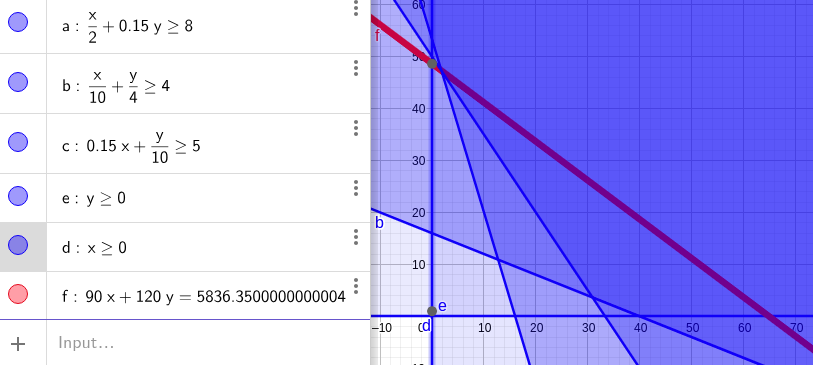 a : x/2 + 0.15 y ≥ 8
b : x/10 + y/4 ≥ 4
c : 0.15 x + y/10 ≥ 5
e : y ≥ 0
d : x ≥ 0
f : 90 x + 120 y = 5836.3500000000004
+ Input...
60
f
50
40
30
20
b
10
e
−10 0 10 20 30 40 50 60 70
d